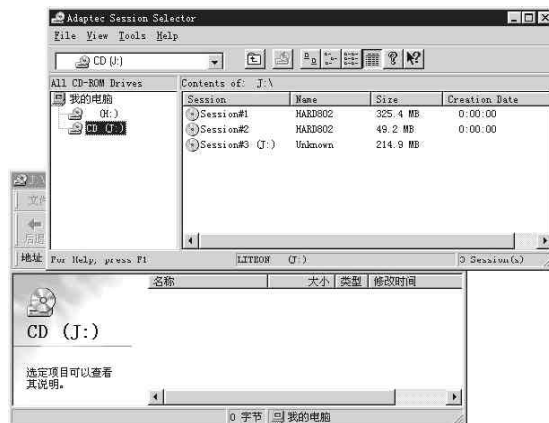 Adaptec Session Selector
File View Tools Help
CD (J:)
All CD-ROM Drives
Contents of: J:\
我的电脑
(H:)
CD (J:)
Session Name Size Creation Date
Session#1 HARD802 325.4 MB 0:00:00
Session#2 HARD802 49.2 MB 0:00:00
Session#3 (J:) Unknown 214.9 MB
For Help, press F1
LITEON (J:)
3 Session(s)
J:\
文件
后退
地址
名称 大小 类型 修改时间
CD (J:)
选定项目可以查看
其说明。
0 字节
我的电脑